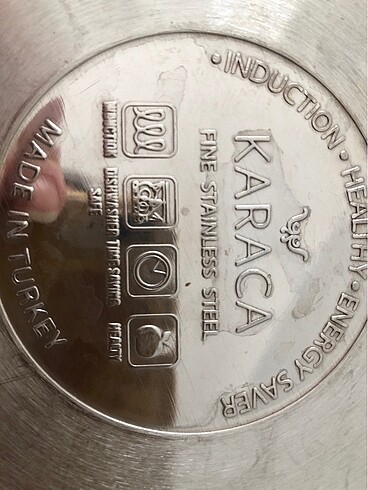 • INDUCTION • HEALTHY • ENERGY SAVER
KARACA
FINE STAINLESS STEEL
INDUCTION
DISHWASHER SAFE
TIME SAVING
HEALTY
MADE IN TURKEY